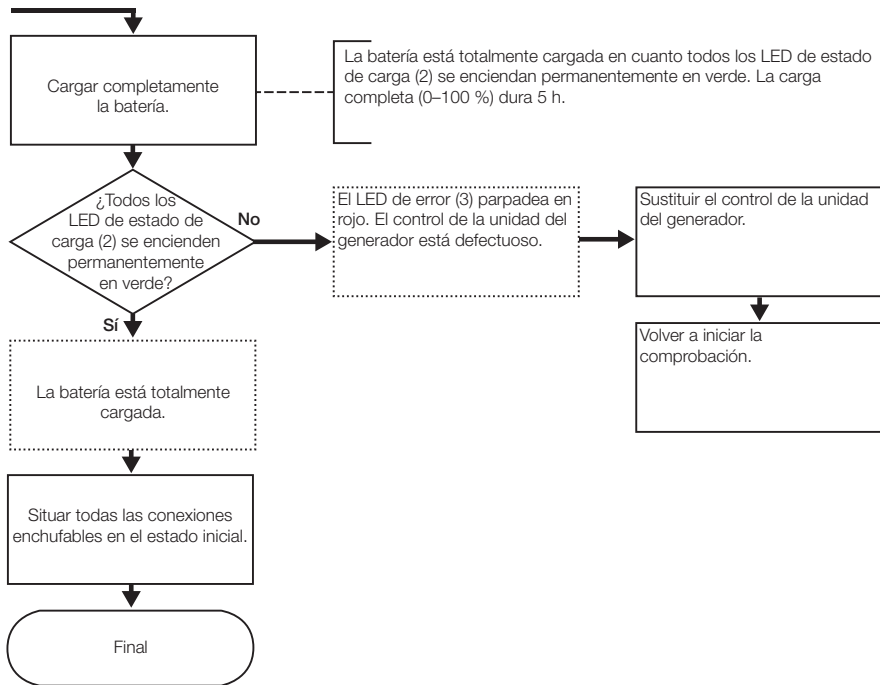 Cargar completamente
la batería.
La batería está totalmente cargada en cuanto todos los LED de estado
de carga (2) se enciendan permanentemente en verde. La carga
completa (0–100 %) dura 5 h.
¿Todos los
LED de estado de
carga (2) se encienden
permanentemente
en verde?
No
El LED de error (3) parpadea en
rojo. El control de la unidad del
generador está defectuoso.
Sustituir el control de la unidad
del generador.
Sí
Volver a iniciar la
comprobación.
La batería está totalmente
cargada.
Situar todas las conexiones
enchufables en el estado inicial.
Final